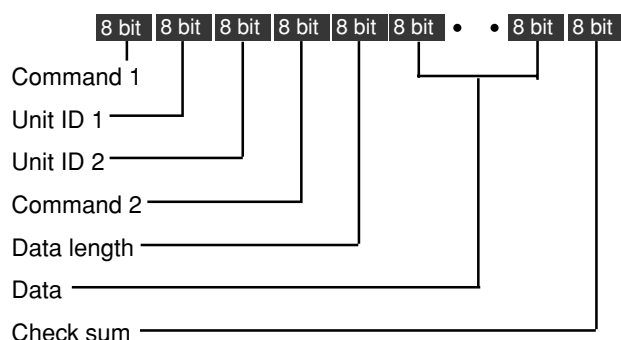 8 bit 8 bit 8 bit 8 bit 8 bit 8 bit • • 8 bit 8 bit
Command 1
Unit ID 1
Unit ID 2
Command 2
Data length
Data
Check sum